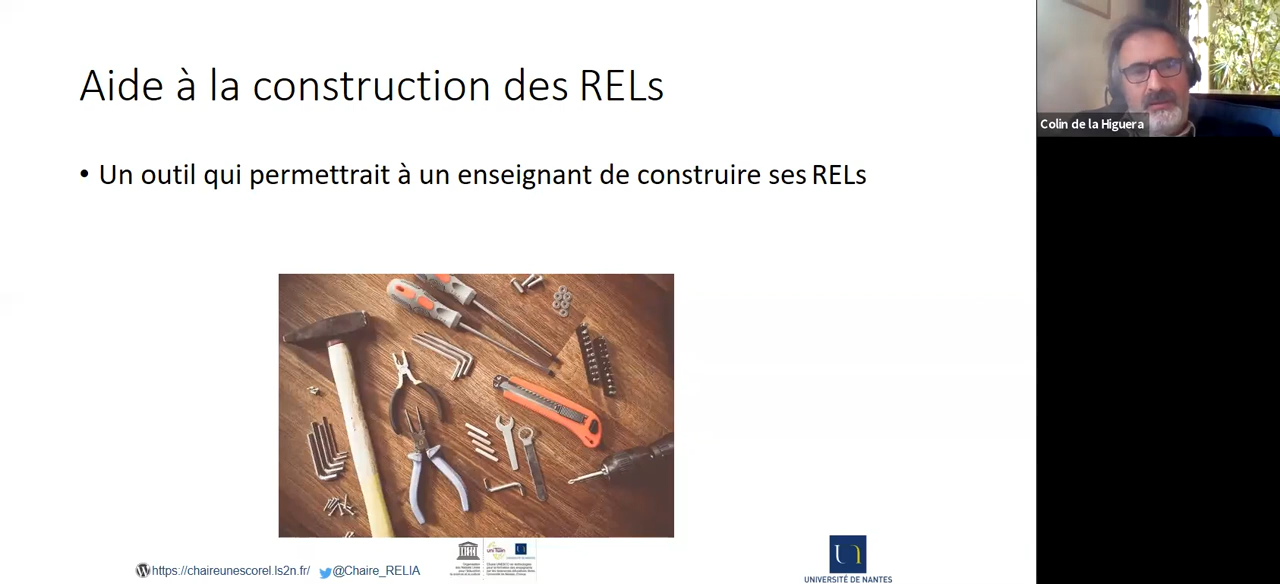 Aide à la construction des RELs
• Un outil qui permettrait à un enseignant de construire ses RELs
Colin de la Higuera
https://chaireunescorel.ls2n.fr/
@Chaire_RELIA
UNIVERSITÉ DE NANTES